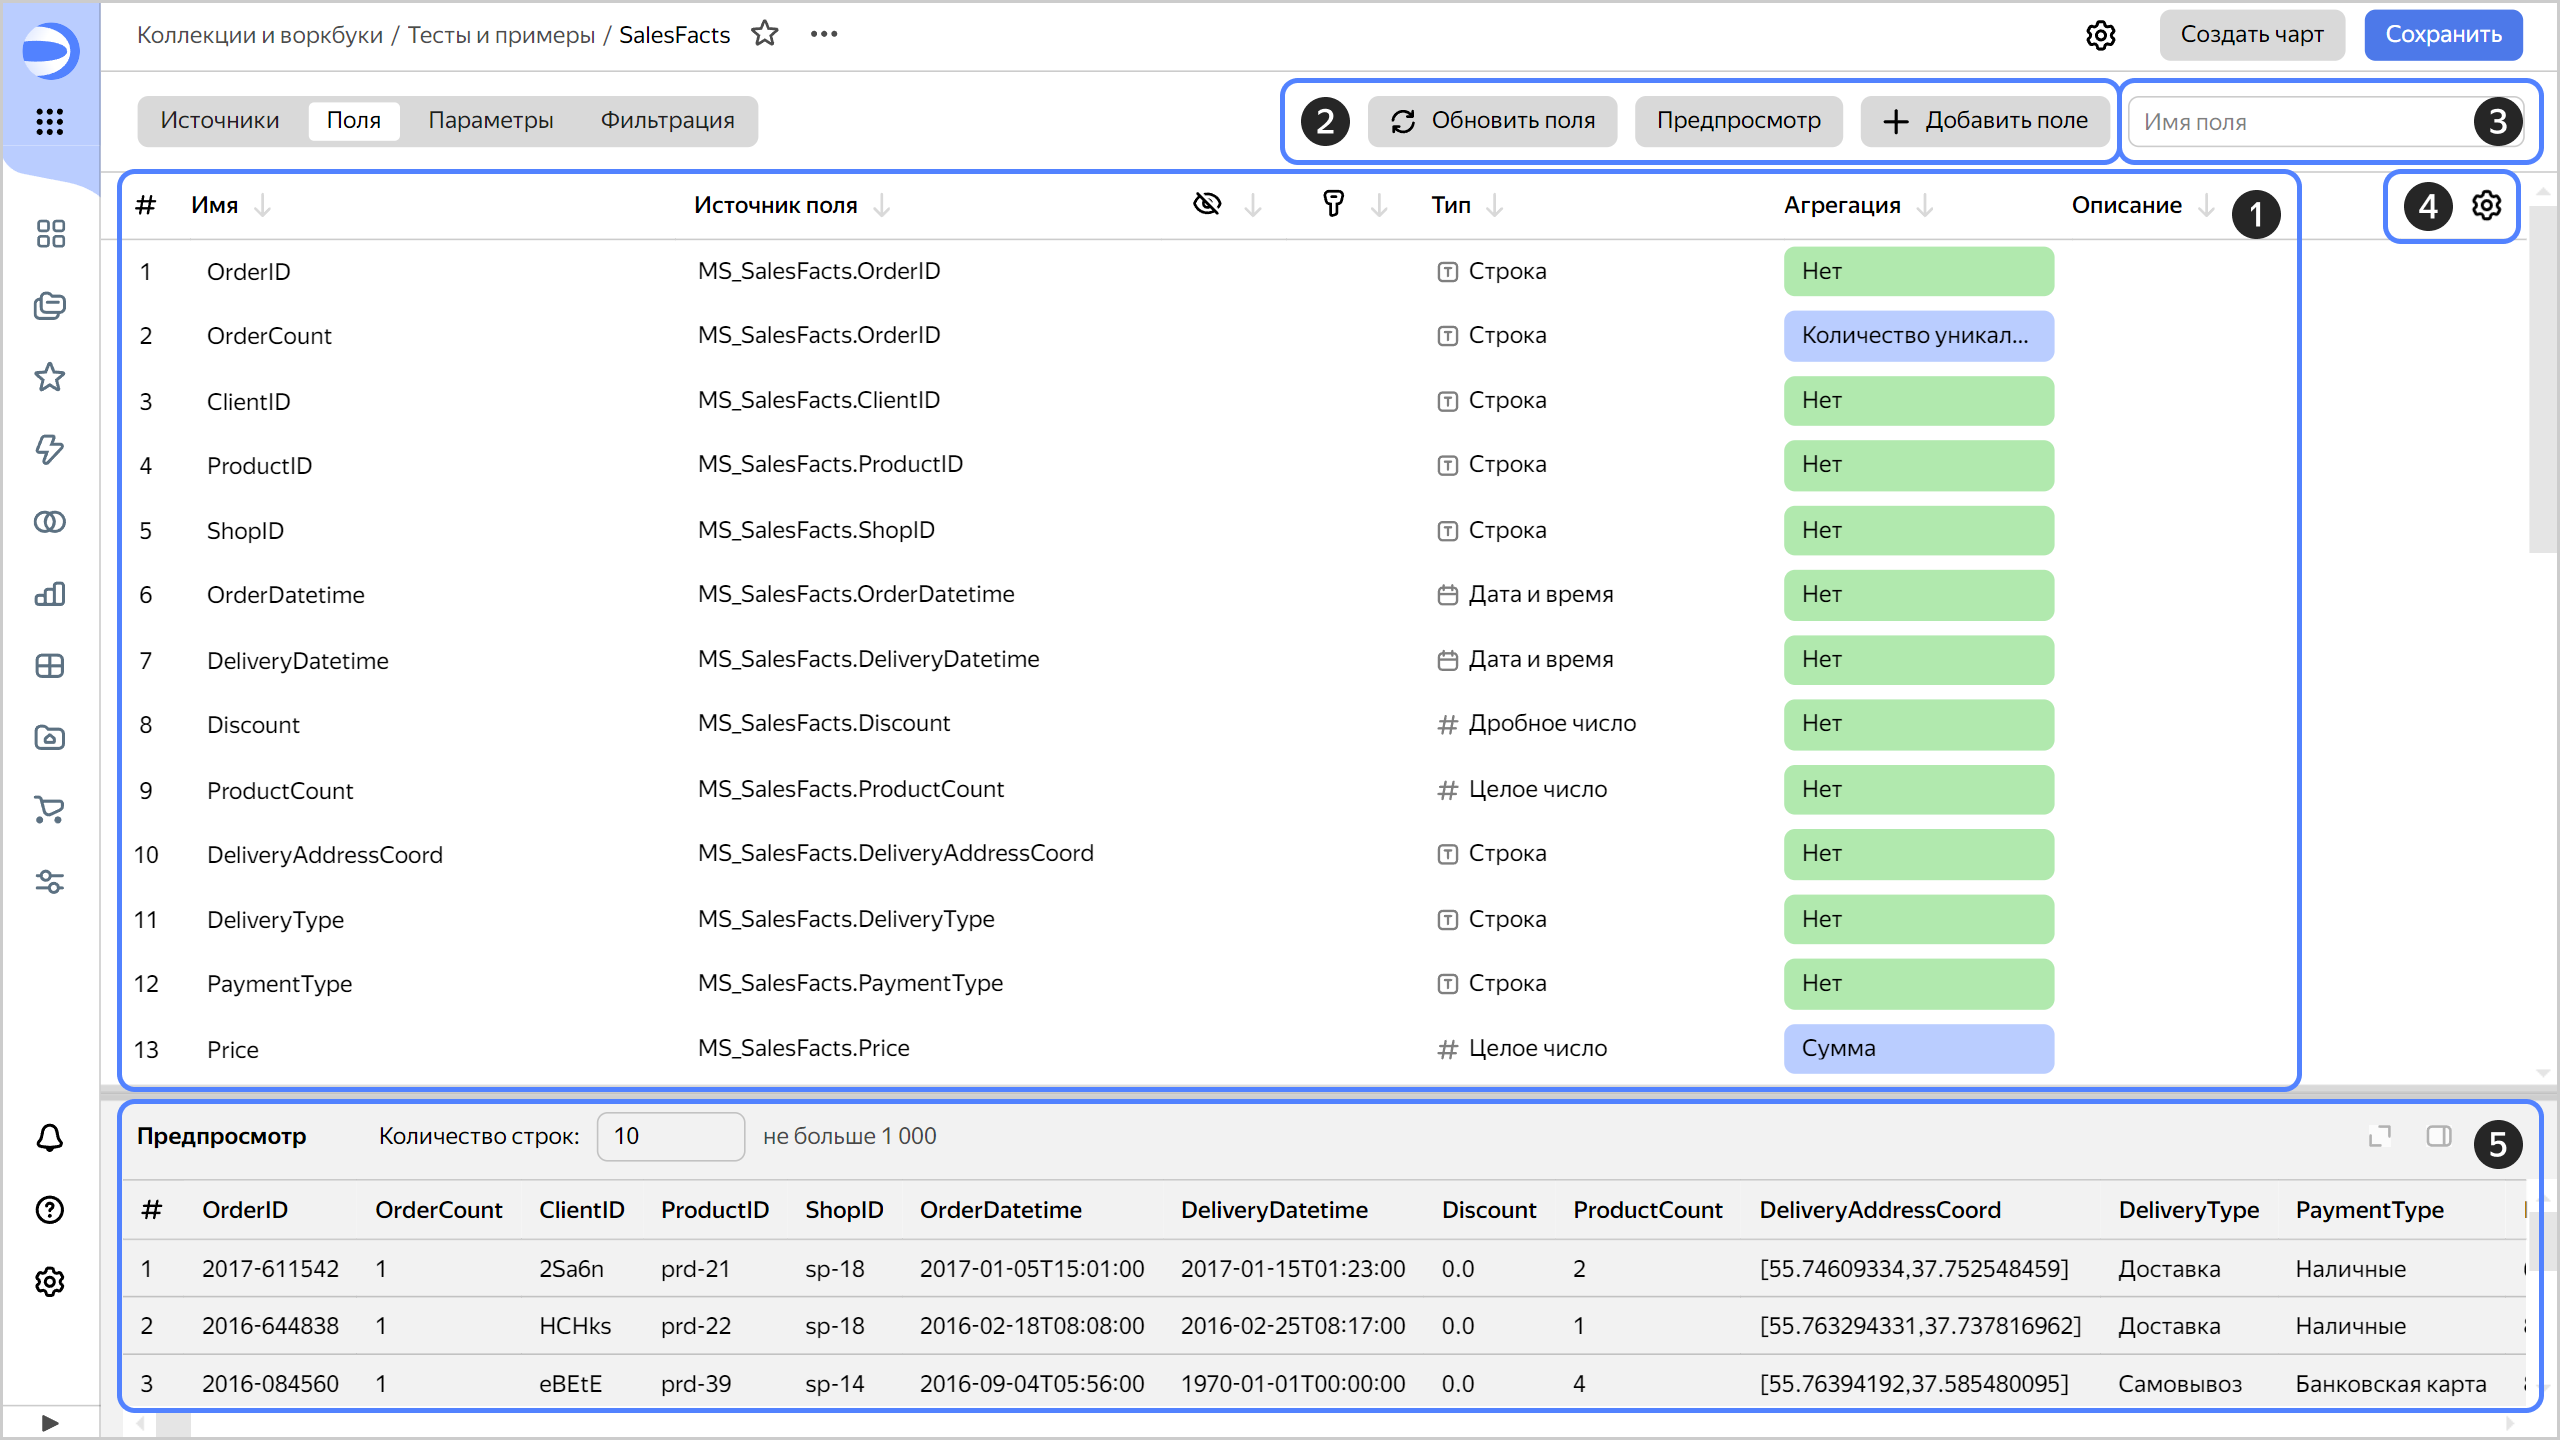 Коллекции и воркбуки / Тесты и примеры / SalesFacts
Создать чарт
Сохранить
Источники Поля Параметры Фильтрация
2 Обновить поля Предпросмотр Добавить поле
Имя поля 3
# Имя Источник поля Тип Агрегация Описание 1
4
1 OrderID MS_SalesFacts.OrderID Строка Нет
2 OrderCount MS_SalesFacts.OrderID Строка Количество уникал...
3 ClientID MS_SalesFacts.ClientID Строка Нет
4 ProductID MS_SalesFacts.ProductID Строка Нет
5 ShopID MS_SalesFacts.ShopID Строка Нет
6 OrderDatetime MS_SalesFacts.OrderDatetime Дата и время Нет
7 DeliveryDatetime MS_SalesFacts.DeliveryDatetime Дата и время Нет
8 Discount MS_SalesFacts.Discount Дробное число Нет
9 ProductCount MS_SalesFacts.ProductCount Целое число Нет
10 DeliveryAddressCoord MS_SalesFacts.DeliveryAddressCoord Строка Нет
11 DeliveryType MS_SalesFacts.DeliveryType Строка Нет
12 PaymentType MS_SalesFacts.PaymentType Строка Нет
13 Price MS_SalesFacts.Price Целое число Сумма
Предпросмотр Количество строк: 10 не больше 1 000 5
# OrderID OrderCount ClientID ProductID ShopID OrderDatetime DeliveryDatetime Discount ProductCount DeliveryAddressCoord DeliveryType PaymentType
1 2017-611542 1 2Sa6n prd-21 sp-18 2017-01-05T15:01:00 2017-01-15T01:23:00 0.0 2 [55.74609334,37.752548459] Доставка Наличные
2 2016-644838 1 HCHks prd-22 sp-18 2016-02-18T08:08:00 2016-02-25T08:17:00 0.0 1 [55.763294331,37.737816962] Доставка Наличные
3 2016-084560 1 eBEtE prd-39 sp-14 2016-09-04T05:56:00 1970-01-01T00:00:00 0.0 4 [55.76394192,37.585480095] Самовывоз Банковская карта